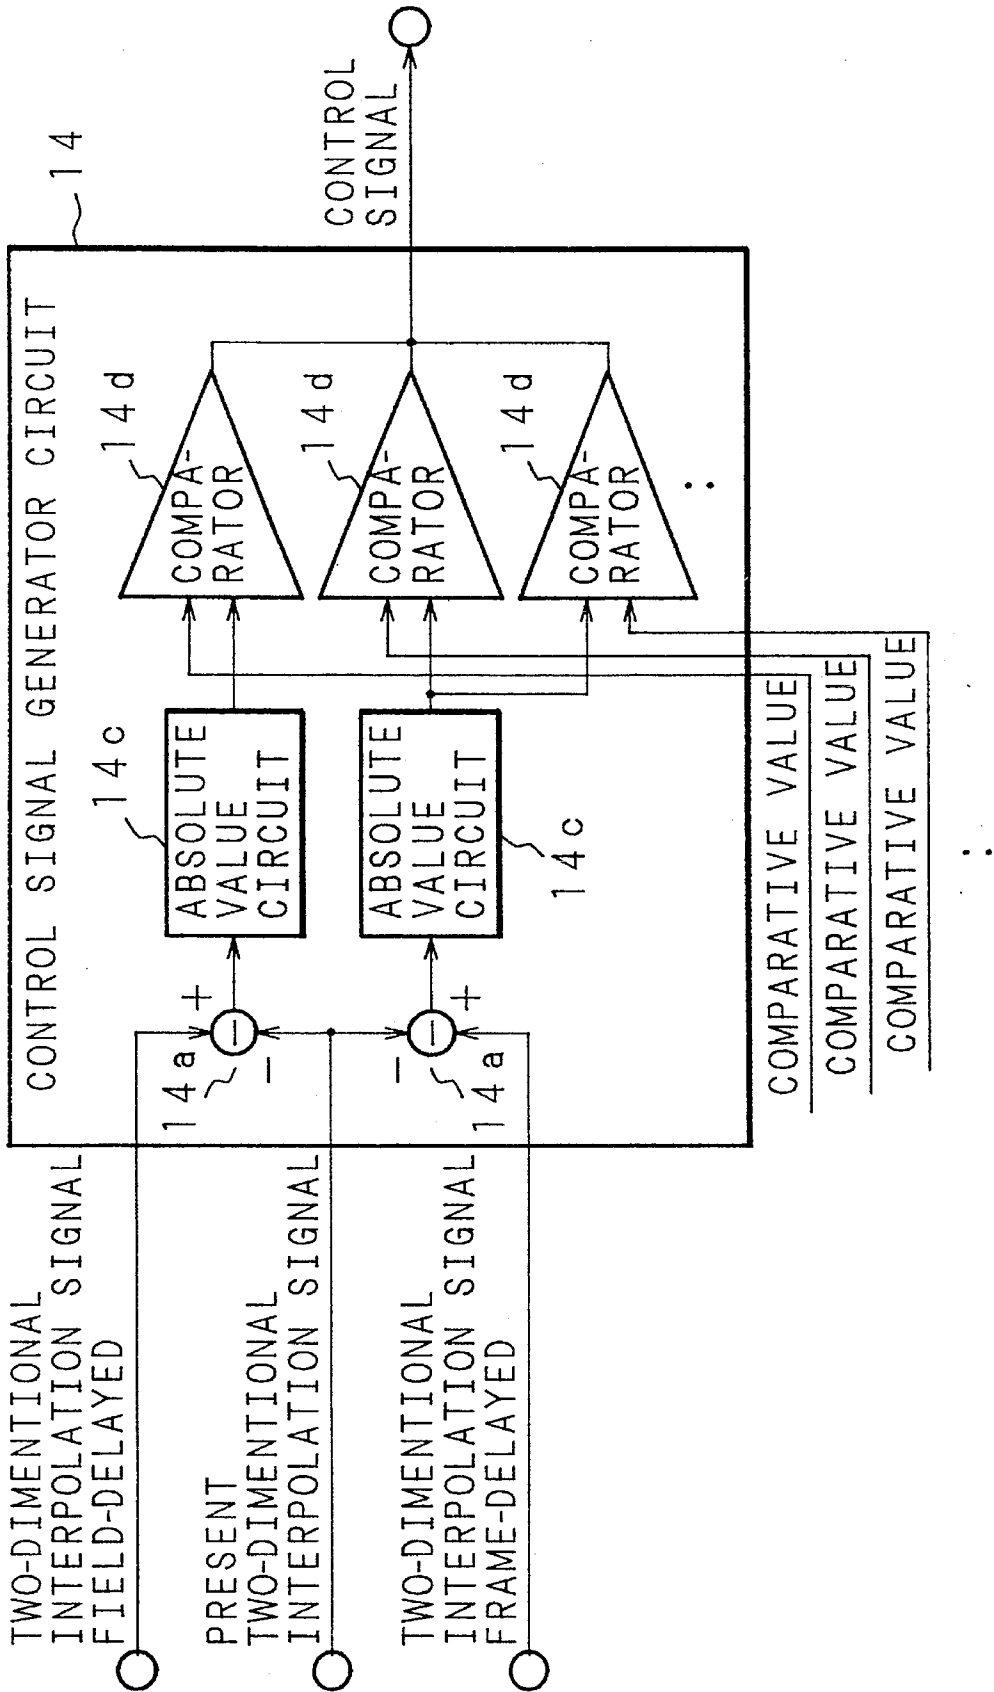 CONTROL SIGNAL GENERATOR CIRCUIT
14
TWO-DIMENTIONAL
INTERPOLATION SIGNAL
FIELD-DELAYED
PRESENT
TWO-DIMENTIONAL
INTERPOLATION SIGNAL
TWO-DIMENTIONAL
INTERPOLATION SIGNAL
FRAME-DELAYED
14a
+
−
−
+
14a
14c
ABSOLUTE
VALUE
CIRCUIT
ABSOLUTE
VALUE
CIRCUIT
14c
14d
COMPA-
RATOR
14d
COMPA-
RATOR
14d
COMPA-
RATOR
CONTROL
SIGNAL
COMPARATIVE VALUE
COMPARATIVE VALUE
COMPARATIVE VALUE